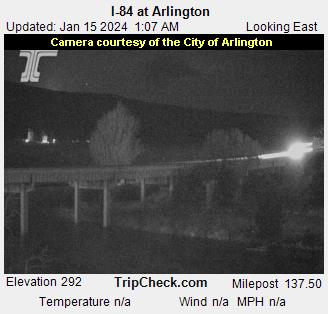 I-84 at Arlington
Updated: Jan 15 2024 1:07 AM Looking East
Camera courtesy of the City of Arlington
Elevation 292 TripCheck.com Milepost 137.50
Temperature n/a Wind n/a MPH n/a